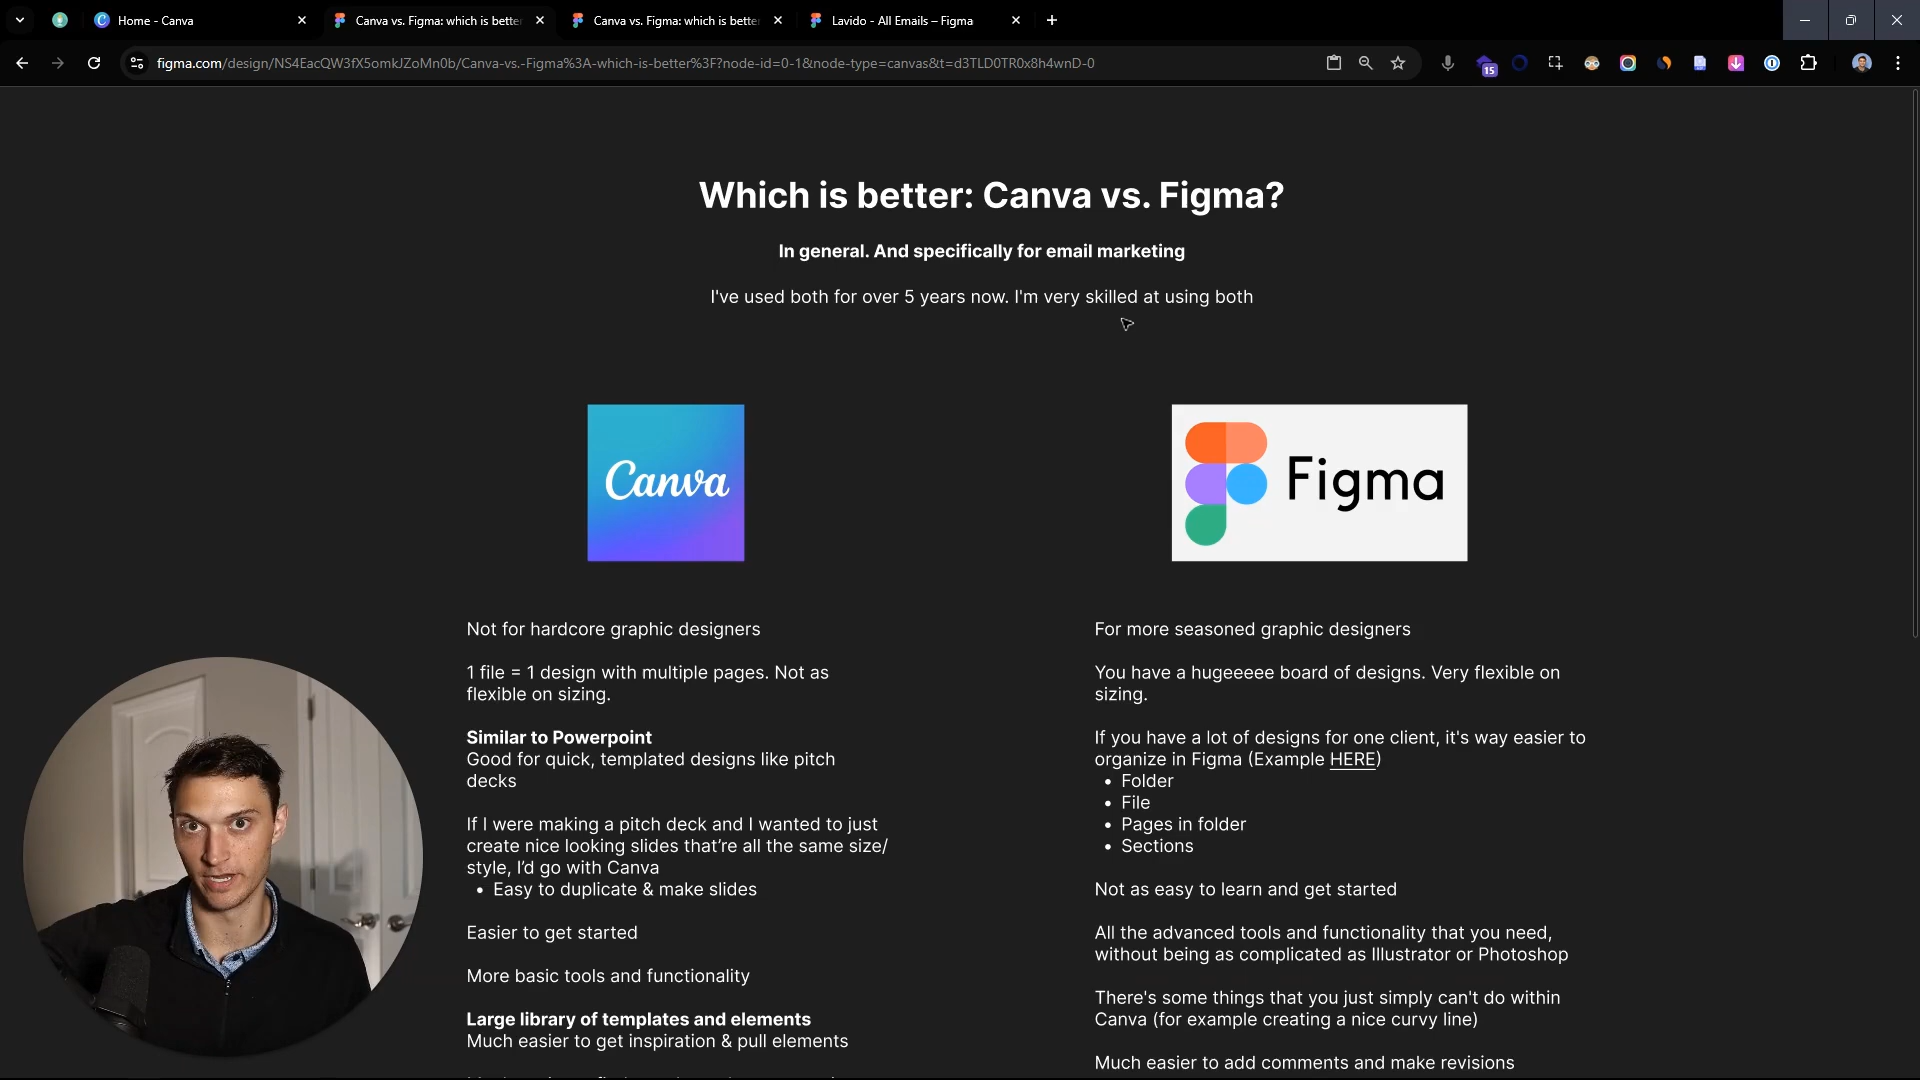 Home - Canva
Canva vs. Figma: which is bette
Canva vs. Figma: which is bette
Lavido - All Emails – Figma
figma.com/design/NS4EacQW3fX5omkJZoMn0b/Canva-vs.-Figma%3A-which-is-better%3F?node-id=0-1&node-type=canvas&t=d3TLD0TR0x8h4wnD-0
15
Which is better: Canva vs. Figma?
In general. And specifically for email marketing
I've used both for over 5 years now. I'm very skilled at using both
Canva
Figma
Not for hardcore graphic designers
1 file = 1 design with multiple pages. Not as
flexible on sizing.
Similar to Powerpoint
Good for quick, templated designs like pitch
decks
If I were making a pitch deck and I wanted to just
create nice looking slides that’re all the same size/
style, I’d go with Canva
• Easy to duplicate & make slides
Easier to get started
More basic tools and functionality
Large library of templates and elements
Much easier to get inspiration & pull elements
For more seasoned graphic designers
You have a hugeeeee board of designs. Very flexible on
sizing.
If you have a lot of designs for one client, it's way easier to
organize in Figma (Example HERE)
• Folder
• File
• Pages in folder
• Sections
Not as easy to learn and get started
All the advanced tools and functionality that you need,
without being as complicated as Illustrator or Photoshop
There's some things that you just simply can't do within
Canva (for example creating a nice curvy line)
Much easier to add comments and make revisions